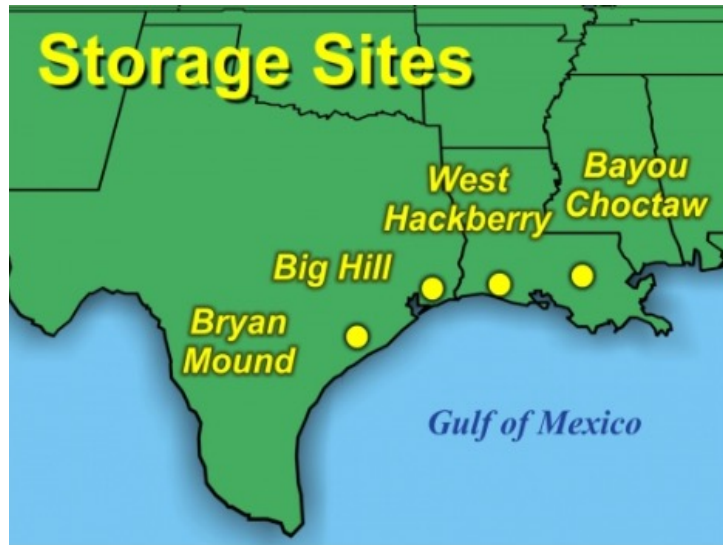 Storage Sites
West
Hackberry
Bayou
Choctaw
Big Hill
Bryan
Mound
Gulf of Mexico